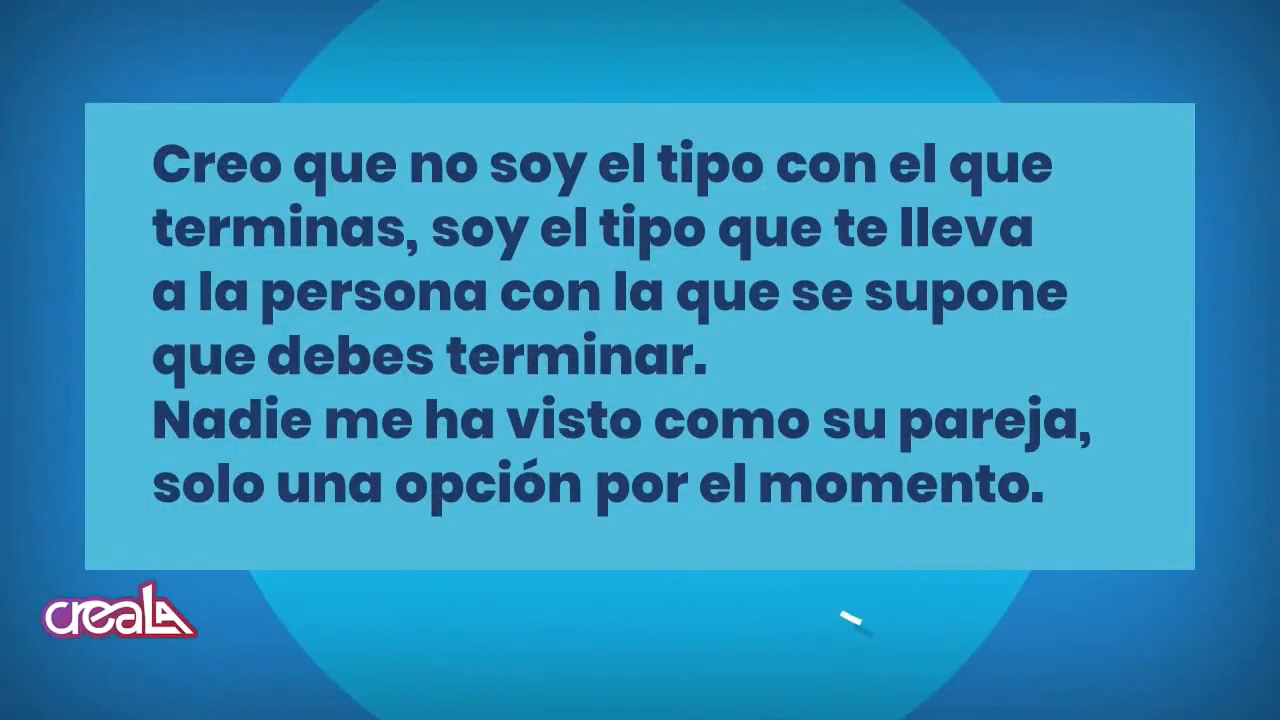 Creo que no soy el tipo con el que
terminas, soy el tipo que te lleva
a la persona con la que se supone
que debes terminar.
Nadie me ha visto como su pareja,
solo una opción por el momento.
creaLA